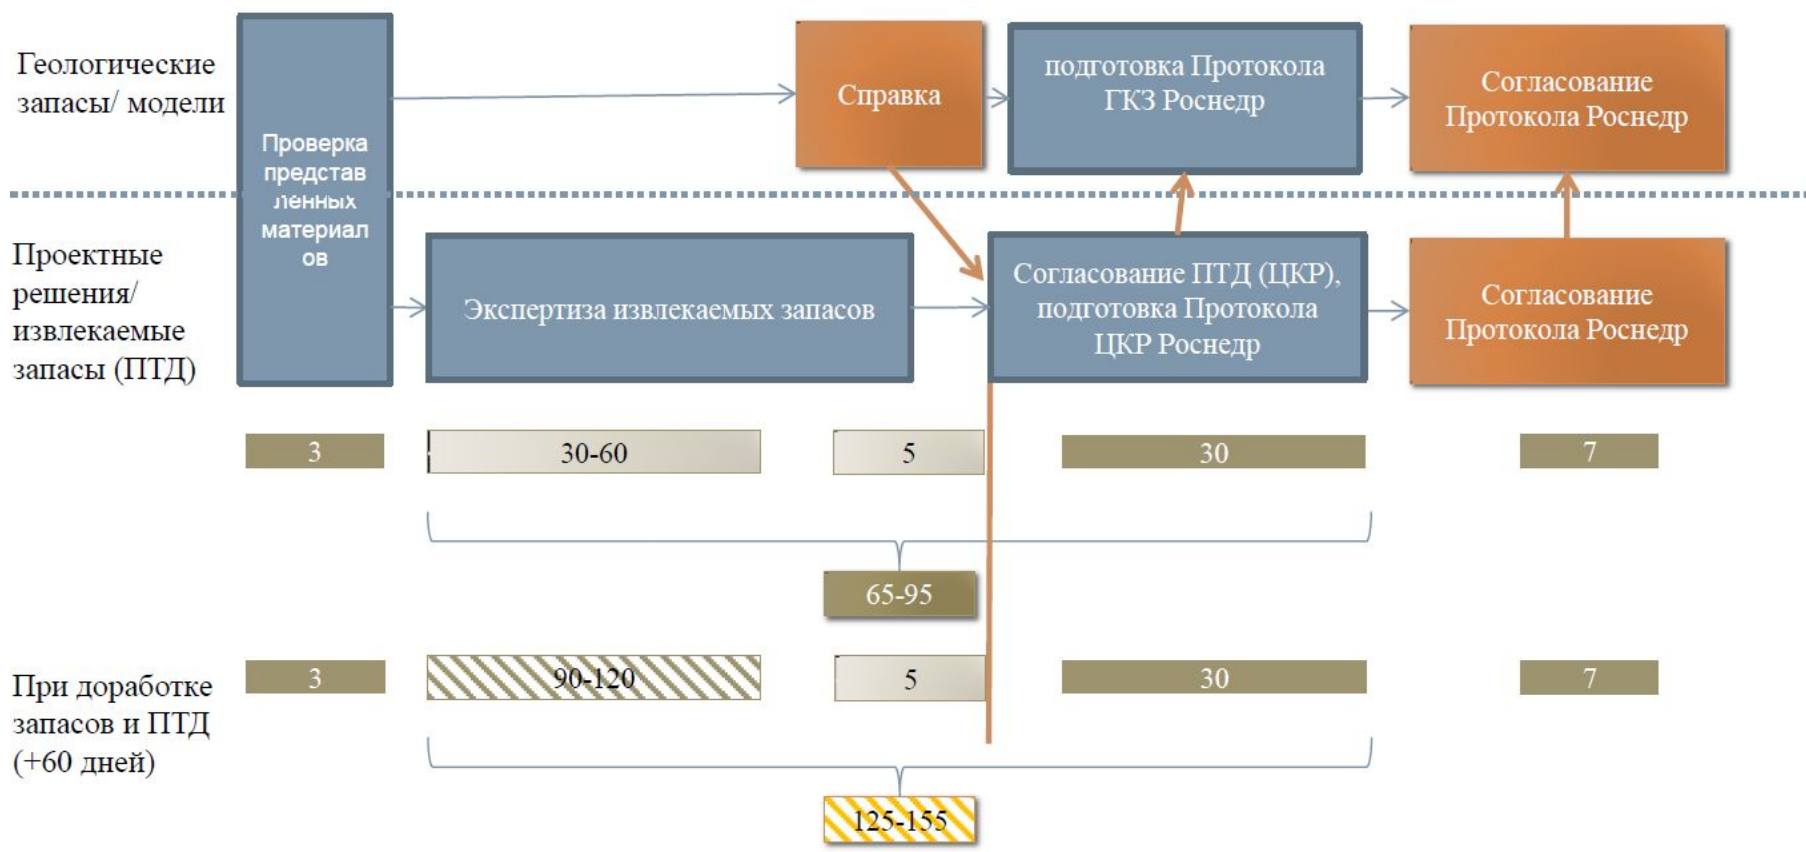 Геологические
запасы/ модели
Проверка
представ
ленных
материал
ов
Справка
подготовка Протокола
ГКЗ Роснедр
Согласование
Протокола Роснедр
Проектные
решения/
извлекаемые
запасы (ПТД)
Экспертиза извлекаемых запасов
Согласование ПТД (ЦКР),
подготовка Протокола
ЦКР Роснедр
Согласование
Протокола Роснедр
3
30-60
5
30
7
65-95
При доработке
запасов и ПТД
(+60 дней)
3
90-120
5
30
7
125-155